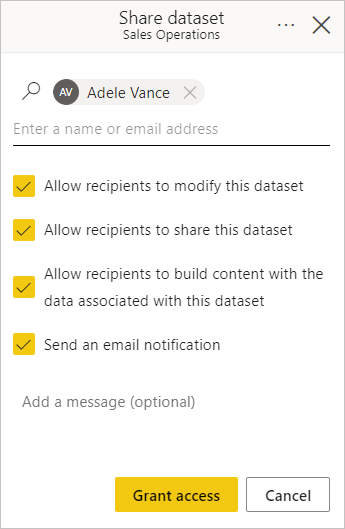 Share dataset
Sales Operations
AV Adele Vance
Enter a name or email address
Allow recipients to modify this dataset
Allow recipients to share this dataset
Allow recipients to build content with the
data associated with this dataset
Send an email notification
Add a message (optional)
Grant access Cancel